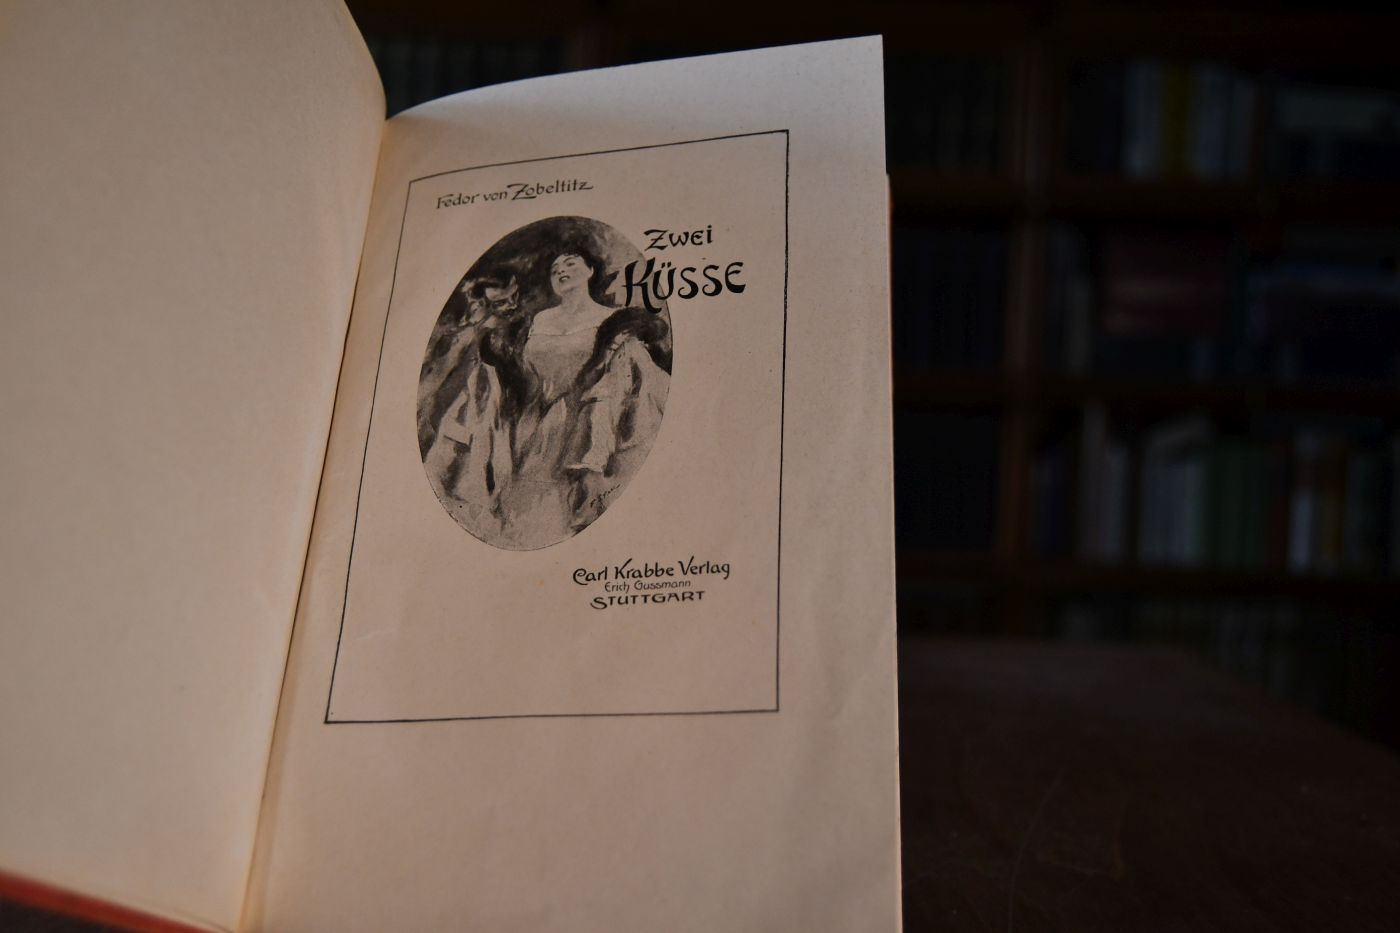 Fedor von Zobeltitz
Zwei
Küsse
Carl Krabbe Verlag
Erich Gussmann
Stuttgart